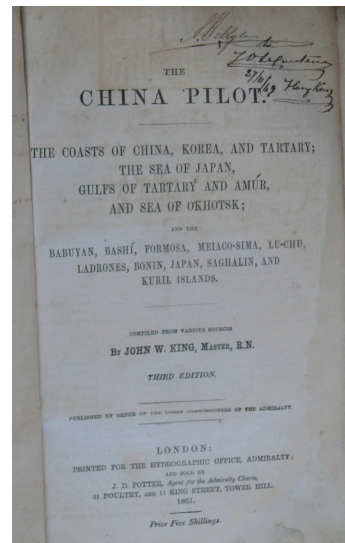 to
27/11/69 Hong Kong
THE
CHINA PILOT.
THE COASTS OF CHINA, KOREA, AND TARTARY;
THE SEA OF JAPAN,
GULFS OF TARTARY AND AMÚR,
AND SEA OF OKHOTSK;
AND THE
BABUYAN, BASHÍ, FORMOSA, MEIACO-SIMA, LU-CHU,
LADRONES, BONIN, JAPAN, SAGHALIN, AND
KURIL ISLANDS.
COMPILED FROM VARIOUS SOURCES
BY JOHN W. KING, MASTER, R.N.
THIRD EDITION.
PUBLISHED BY ORDER OF THE LORDS COMMISSIONERS OF THE ADMIRALTY.
LONDON:
PRINTED FOR THE HYDROGRAPHIC OFFICE, ADMIRALTY;
AND SOLD BY
J. D. POTTER, Agent for the Admiralty Charts,
31 POULTRY, AND 11 KING STREET, TOWER HILL.
1861.
Price Five Shillings.